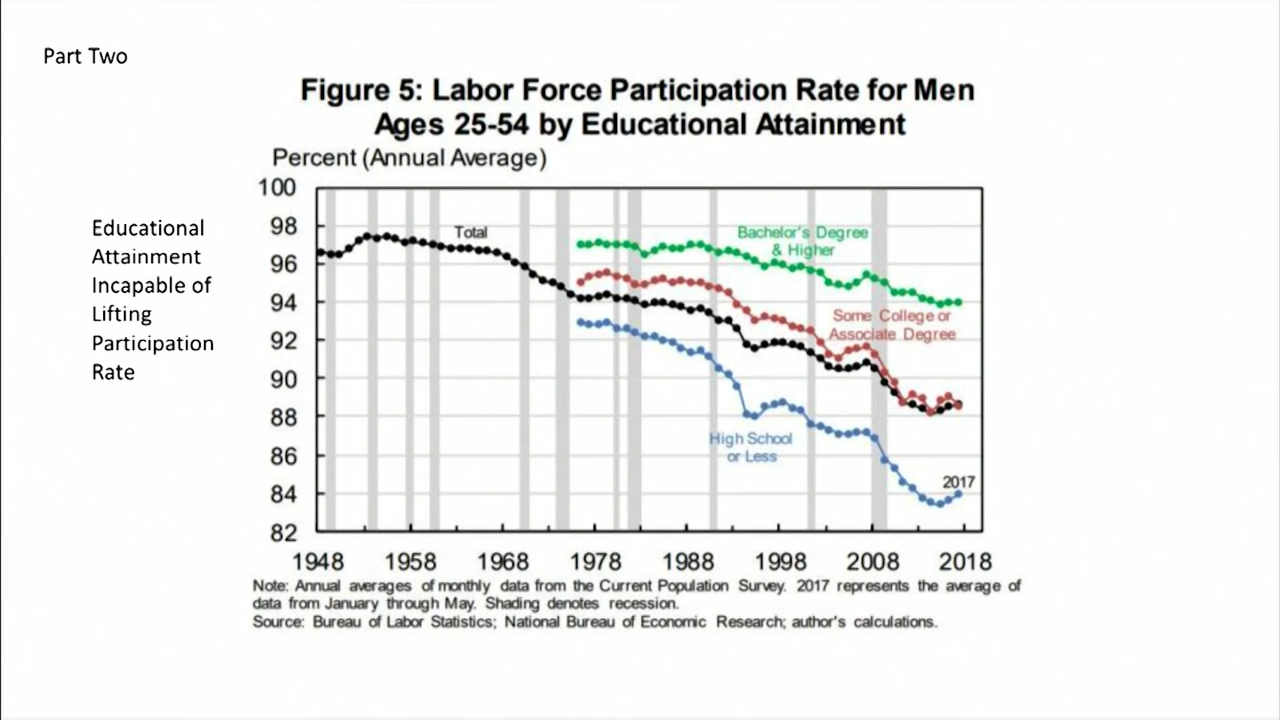 Part Two
Figure 5: Labor Force Participation Rate for Men
Ages 25-54 by Educational Attainment
Percent (Annual Average)
Educational
Attainment
Incapable of
Lifting
Participation
Rate
100
98
96
94
92
90
88
86
84
82
Total
Bachelor's Degree
& Higher
Some College or
Associate Degree
High School
or Less
2017
1948 1958 1968 1978 1988 1998 2008 2018
Note: Annual averages of monthly data from the Current Population Survey. 2017 represents the average of
data from January through May. Shading denotes recession.
Source: Bureau of Labor Statistics; National Bureau of Economic Research; author's calculations.